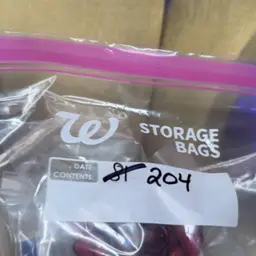 W STORAGE
BAGS
DATE
CONTENTS 204